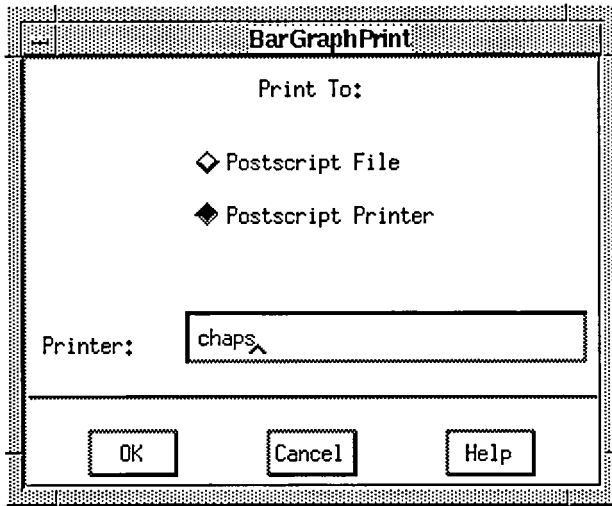 BarGraphPrint
Print To:
Postscript File
Postscript Printer
Printer: chaps
OK Cancel Help